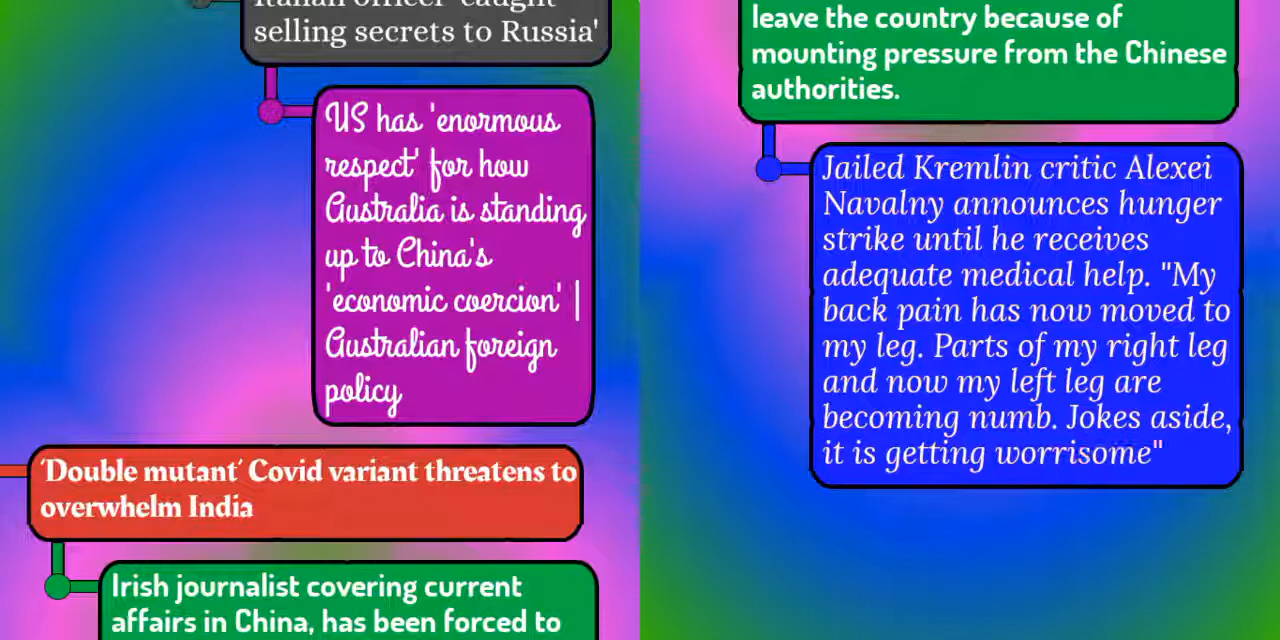 Italian officer 'caught
selling secrets to Russia'
US has 'enormous
respect' for how
Australia is standing
up to China's
'economic coercion' |
Australian foreign
policy
'Double mutant' Covid variant threatens to
overwhelm India
Irish journalist covering current
affairs in China, has been forced to
leave the country because of
mounting pressure from the Chinese
authorities.
Jailed Kremlin critic Alexei
Navalny announces hunger
strike until he receives
adequate medical help. "My
back pain has now moved to
my leg. Parts of my right leg
and now my left leg are
becoming numb. Jokes aside,
it is getting worrisome"